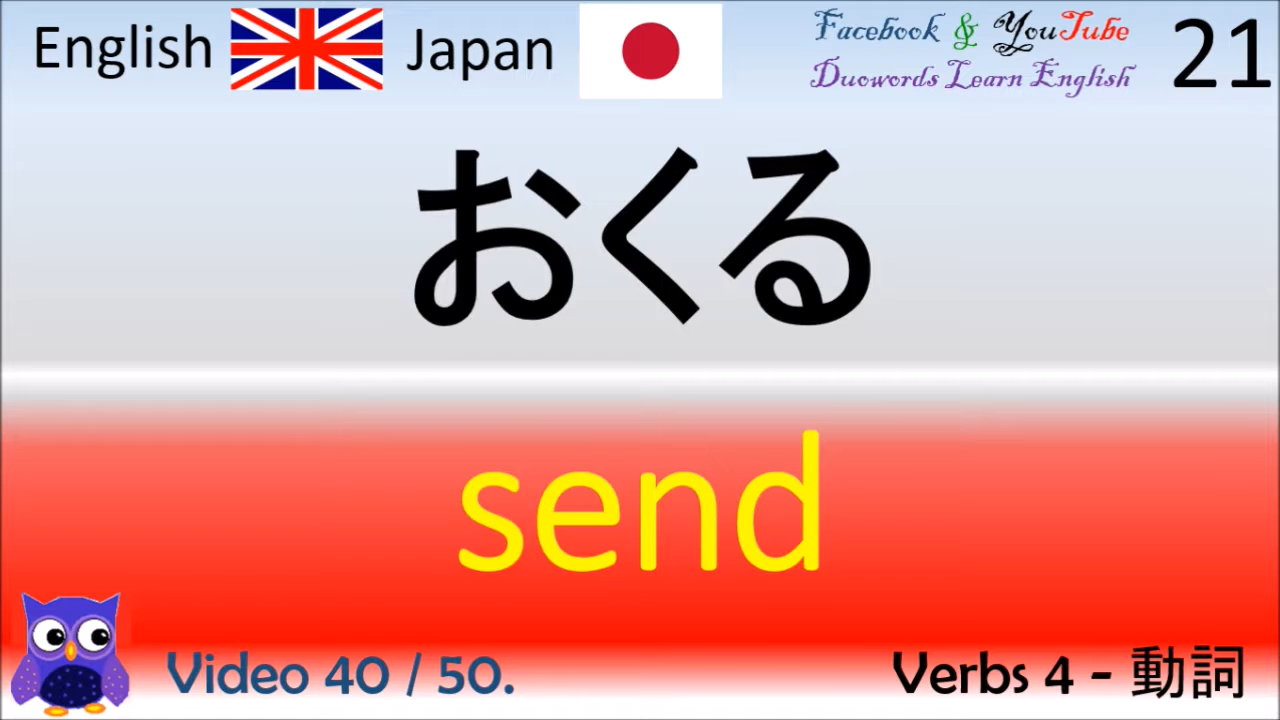 English Japan Facebook & YouTube 21
Duowords Learn English
おくる
send
Video 40 / 50.
Verbs 4 - 動詞